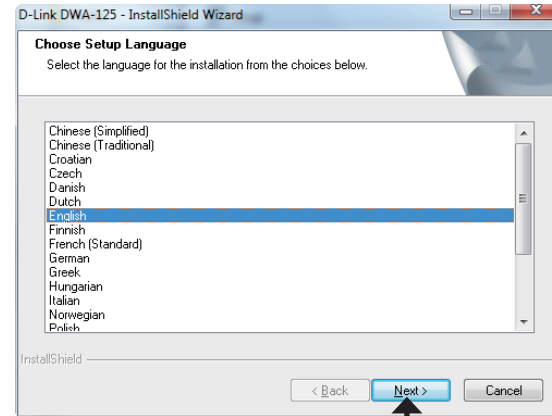 D-Link DWA-125 - InstallShield Wizard
Choose Setup Language
Select the language for the installation from the choices below.
Chinese (Simplified)
Chinese (Traditional)
Croatian
Czech
Danish
Dutch
English
Finnish
French (Standard)
German
Greek
Hungarian
Italian
Norwegian
Polish
InstallShield
< Back Next > Cancel